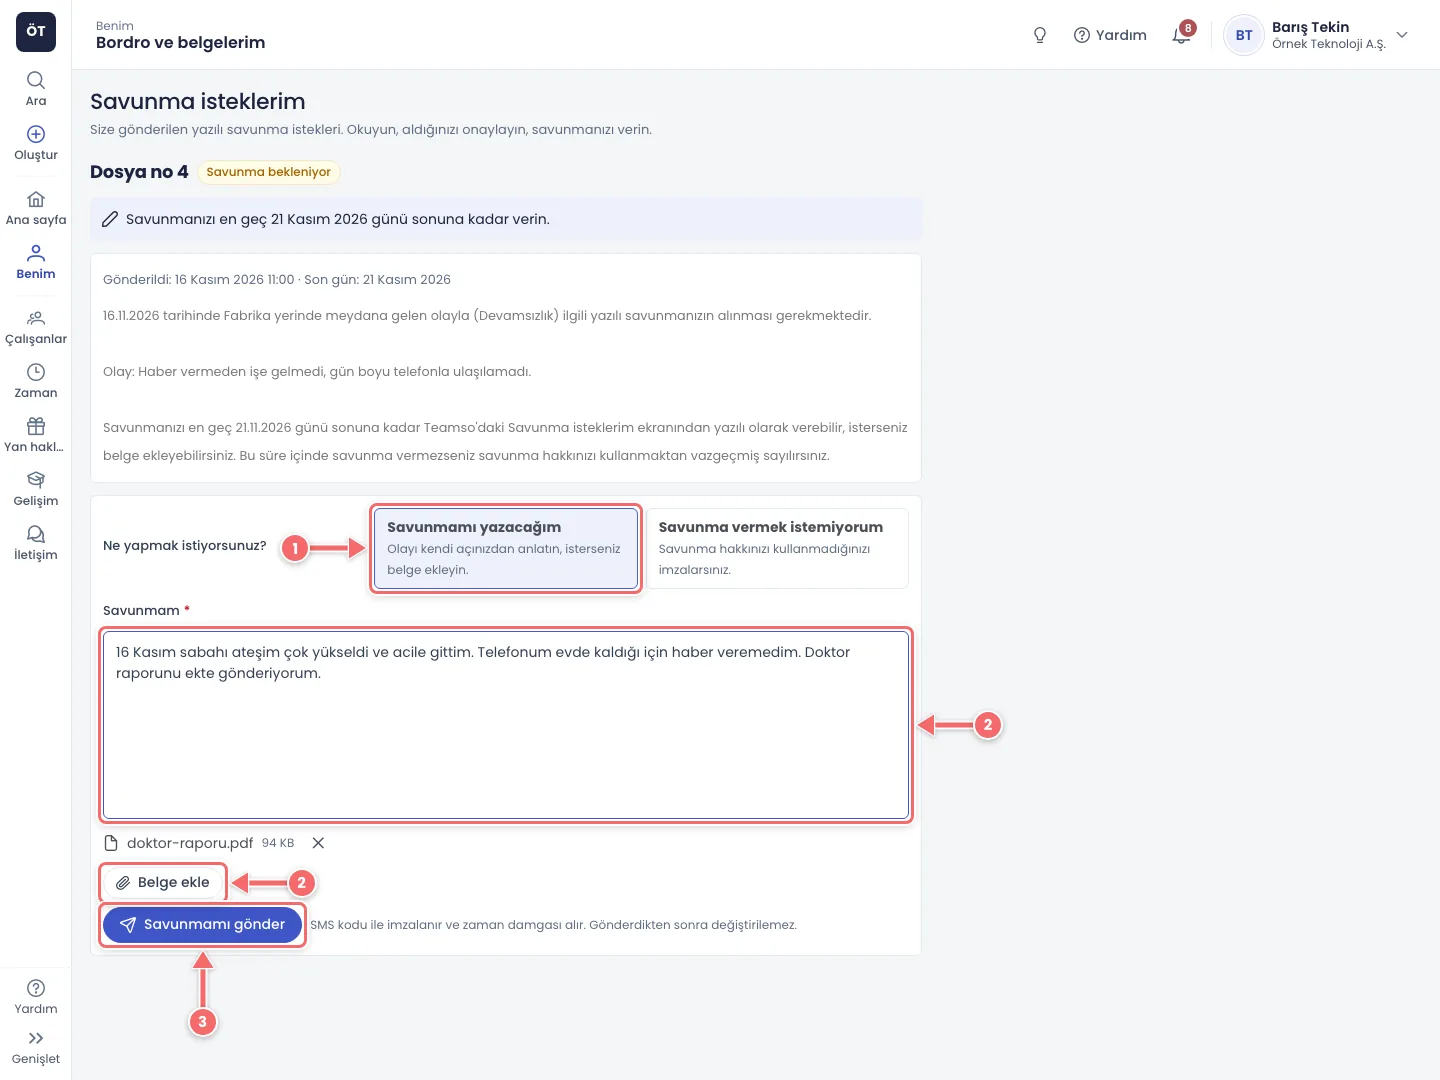 ÖT
Ara
Oluştur
Ana sayfa
Benim
Çalışanlar
Zaman
Yan hakl...
Gelişim
İletişim
Yardım
Genişlet
Benim
Bordro ve belgelerim
Yardım
8
BT
Barış Tekin
Örnek Teknoloji A.Ş.
Savunma isteklerim
Size gönderilen yazılı savunma istekleri. Okuyun, aldığınızı onaylayın, savunmanızı verin.
Dosya no 4
Savunma bekleniyor
Savunmanızı en geç 21 Kasım 2026 günü sonuna kadar verin.
Gönderildi: 16 Kasım 2026 11:00 · Son gün: 21 Kasım 2026
16.11.2026 tarihinde Fabrika yerinde meydana gelen olayla (Devamsızlık) ilgili yazılı savunmanızın alınması gerekmektedir.
Olay: Haber vermeden işe gelmedi, gün boyu telefonla ulaşılamadı.
Savunmanızı en geç 21.11.2026 günü sonuna kadar Teamso'daki Savunma isteklerim ekranından yazılı olarak verebilir, isterseniz
belge ekleyebilirsiniz. Bu süre içinde savunma vermezseniz savunma hakkınızı kullanmaktan vazgeçmiş sayılırsınız.
Ne yapmak istiyorsunuz?
1
Savunmamı yazacağım
Olayı kendi açınızdan anlatın, isterseniz
belge ekleyin.
Savunma vermek istemiyorum
Savunma hakkınızı kullanmadığınızı
imzalarsınız.
Savunmam *
16 Kasım sabahı ateşim çok yükseldi ve acile gittim. Telefonum evde kaldığı için haber veremedim. Doktor
raporunu ekte gönderiyorum.
2
doktor-raporu.pdf 94 KB
Belge ekle
2
Savunmamı gönder
SMS kodu ile imzalanır ve zaman damgası alır. Gönderdikten sonra değiştirilemez.
3